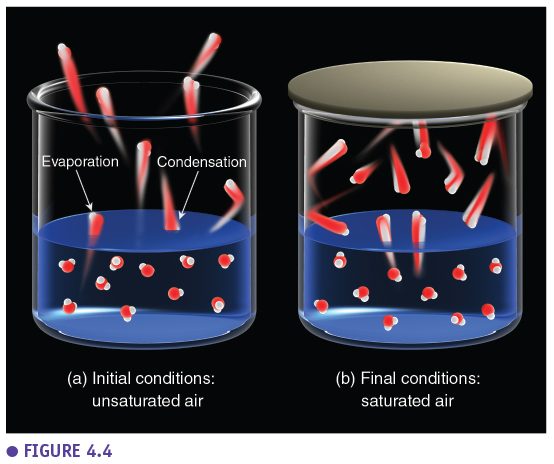 Evaporation
Condensation
(a) Initial conditions:
unsaturated air
(b) Final conditions:
saturated air
● FIGURE 4.4